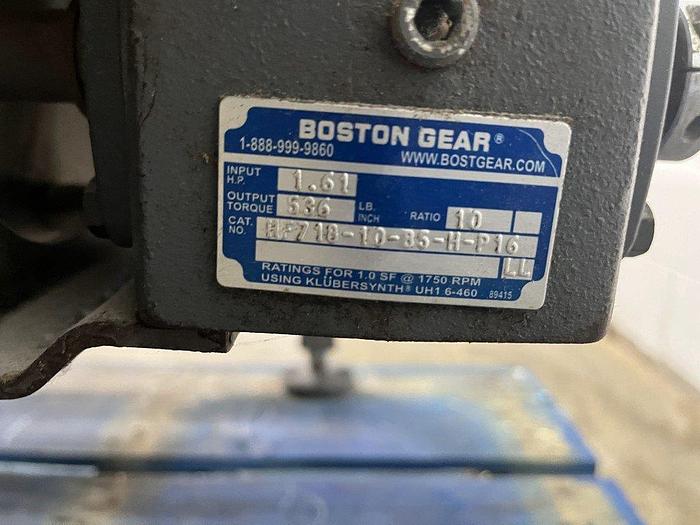 BOSTON GEAR®
1-888-999-9860 WWW.BOSTGEAR.COM
INPUT H.P. 1.61
OUTPUT TORQUE 536 LB. INCH RATIO 10
CAT. NO. HF718-10-B5-H-P16
LL
RATINGS FOR 1.0 SF @ 1750 RPM
USING KLÜBERSYNTH® UH1 6-460 89415